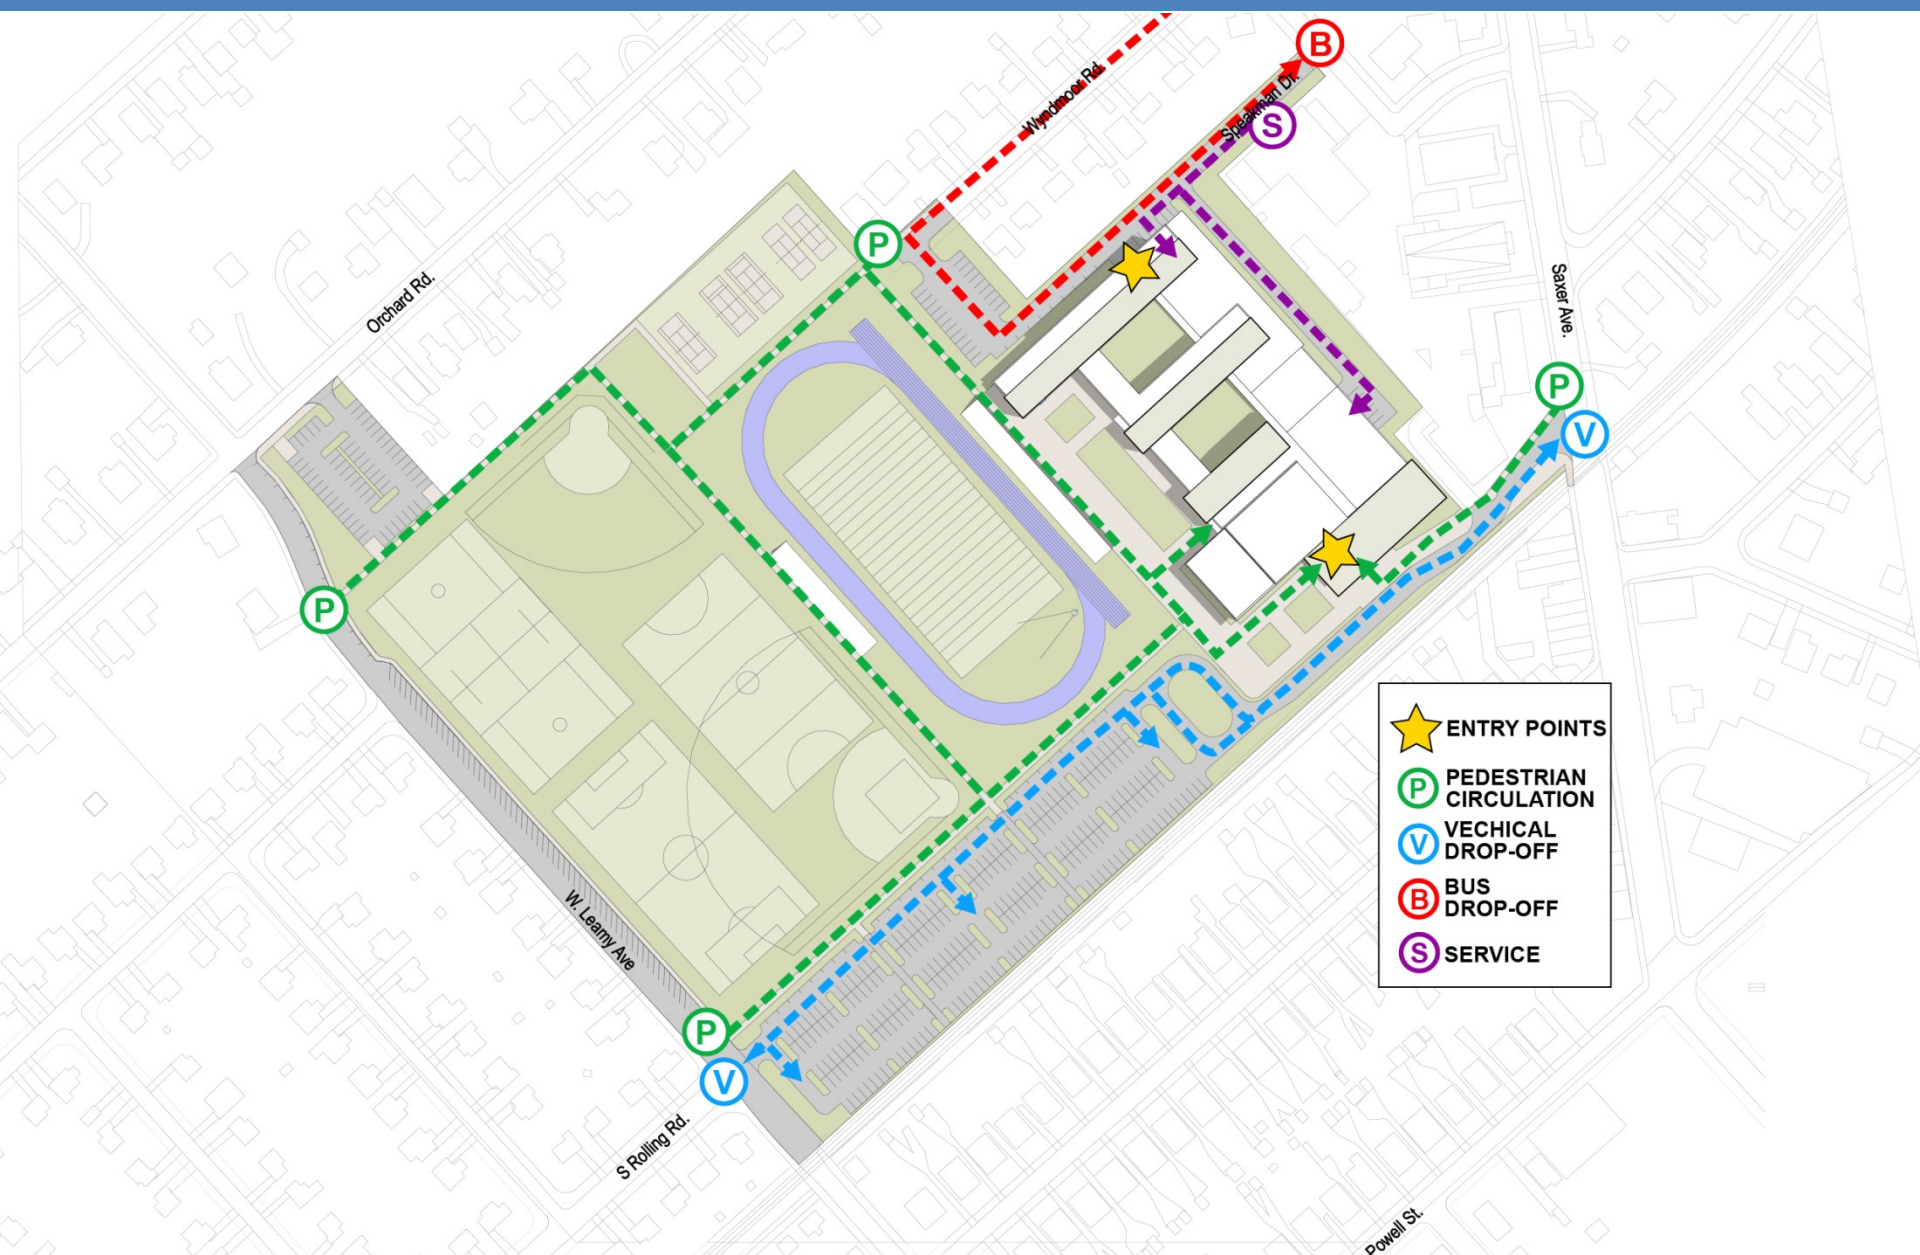 B
Wyndmoor Rd.
Speakman Dr.
S
P
Orchard Rd.
Saxer Ave.
P
V
P
W. Leamy Ave
P
V
S Rolling Rd.
Powell St.
ENTRY POINTS
P PEDESTRIAN
CIRCULATION
V VECHICAL
DROP-OFF
B BUS
DROP-OFF
S SERVICE